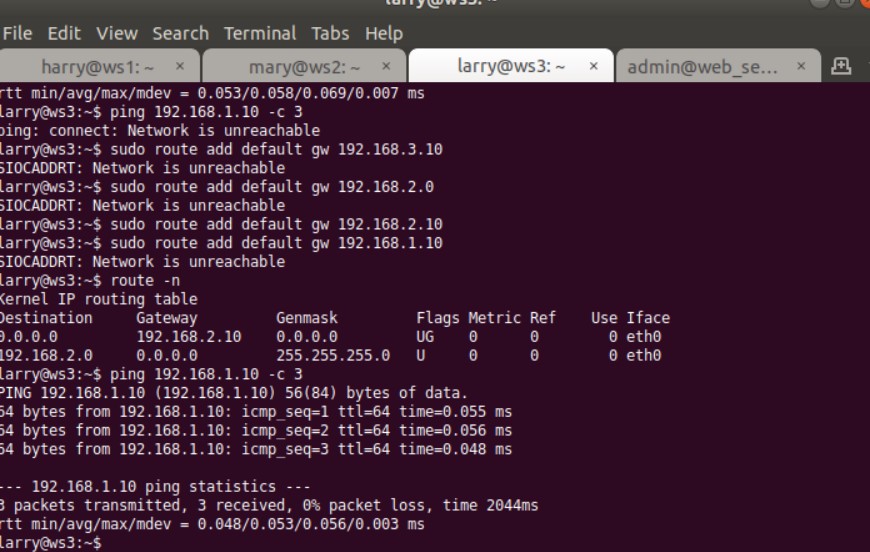 larry@ws3: ~
File Edit View Search Terminal Tabs Help
harry@ws1: ~ × mary@ws2: ~ × larry@ws3: ~ × admin@web_se... ×
rtt min/avg/max/mdev = 0.053/0.058/0.069/0.007 ms
larry@ws3:~$ ping 192.168.1.10 -c 3
ping: connect: Network is unreachable
larry@ws3:~$ sudo route add default gw 192.168.3.10
SIOCADDRT: Network is unreachable
larry@ws3:~$ sudo route add default gw 192.168.2.0
SIOCADDRT: Network is unreachable
larry@ws3:~$ sudo route add default gw 192.168.2.10
larry@ws3:~$ sudo route add default gw 192.168.1.10
SIOCADDRT: Network is unreachable
larry@ws3:~$ route -n
Kernel IP routing table
Destination Gateway Genmask Flags Metric Ref Use Iface
0.0.0.0 192.168.2.10 0.0.0.0 UG 0 0 0 eth0
192.168.2.0 0.0.0.0 255.255.255.0 U 0 0 0 eth0
larry@ws3:~$ ping 192.168.1.10 -c 3
PING 192.168.1.10 (192.168.1.10) 56(84) bytes of data.
64 bytes from 192.168.1.10: icmp_seq=1 ttl=64 time=0.055 ms
64 bytes from 192.168.1.10: icmp_seq=2 ttl=64 time=0.056 ms
64 bytes from 192.168.1.10: icmp_seq=3 ttl=64 time=0.048 ms
--- 192.168.1.10 ping statistics ---
3 packets transmitted, 3 received, 0% packet loss, time 2044ms
rtt min/avg/max/mdev = 0.048/0.053/0.056/0.003 ms
larry@ws3:~$